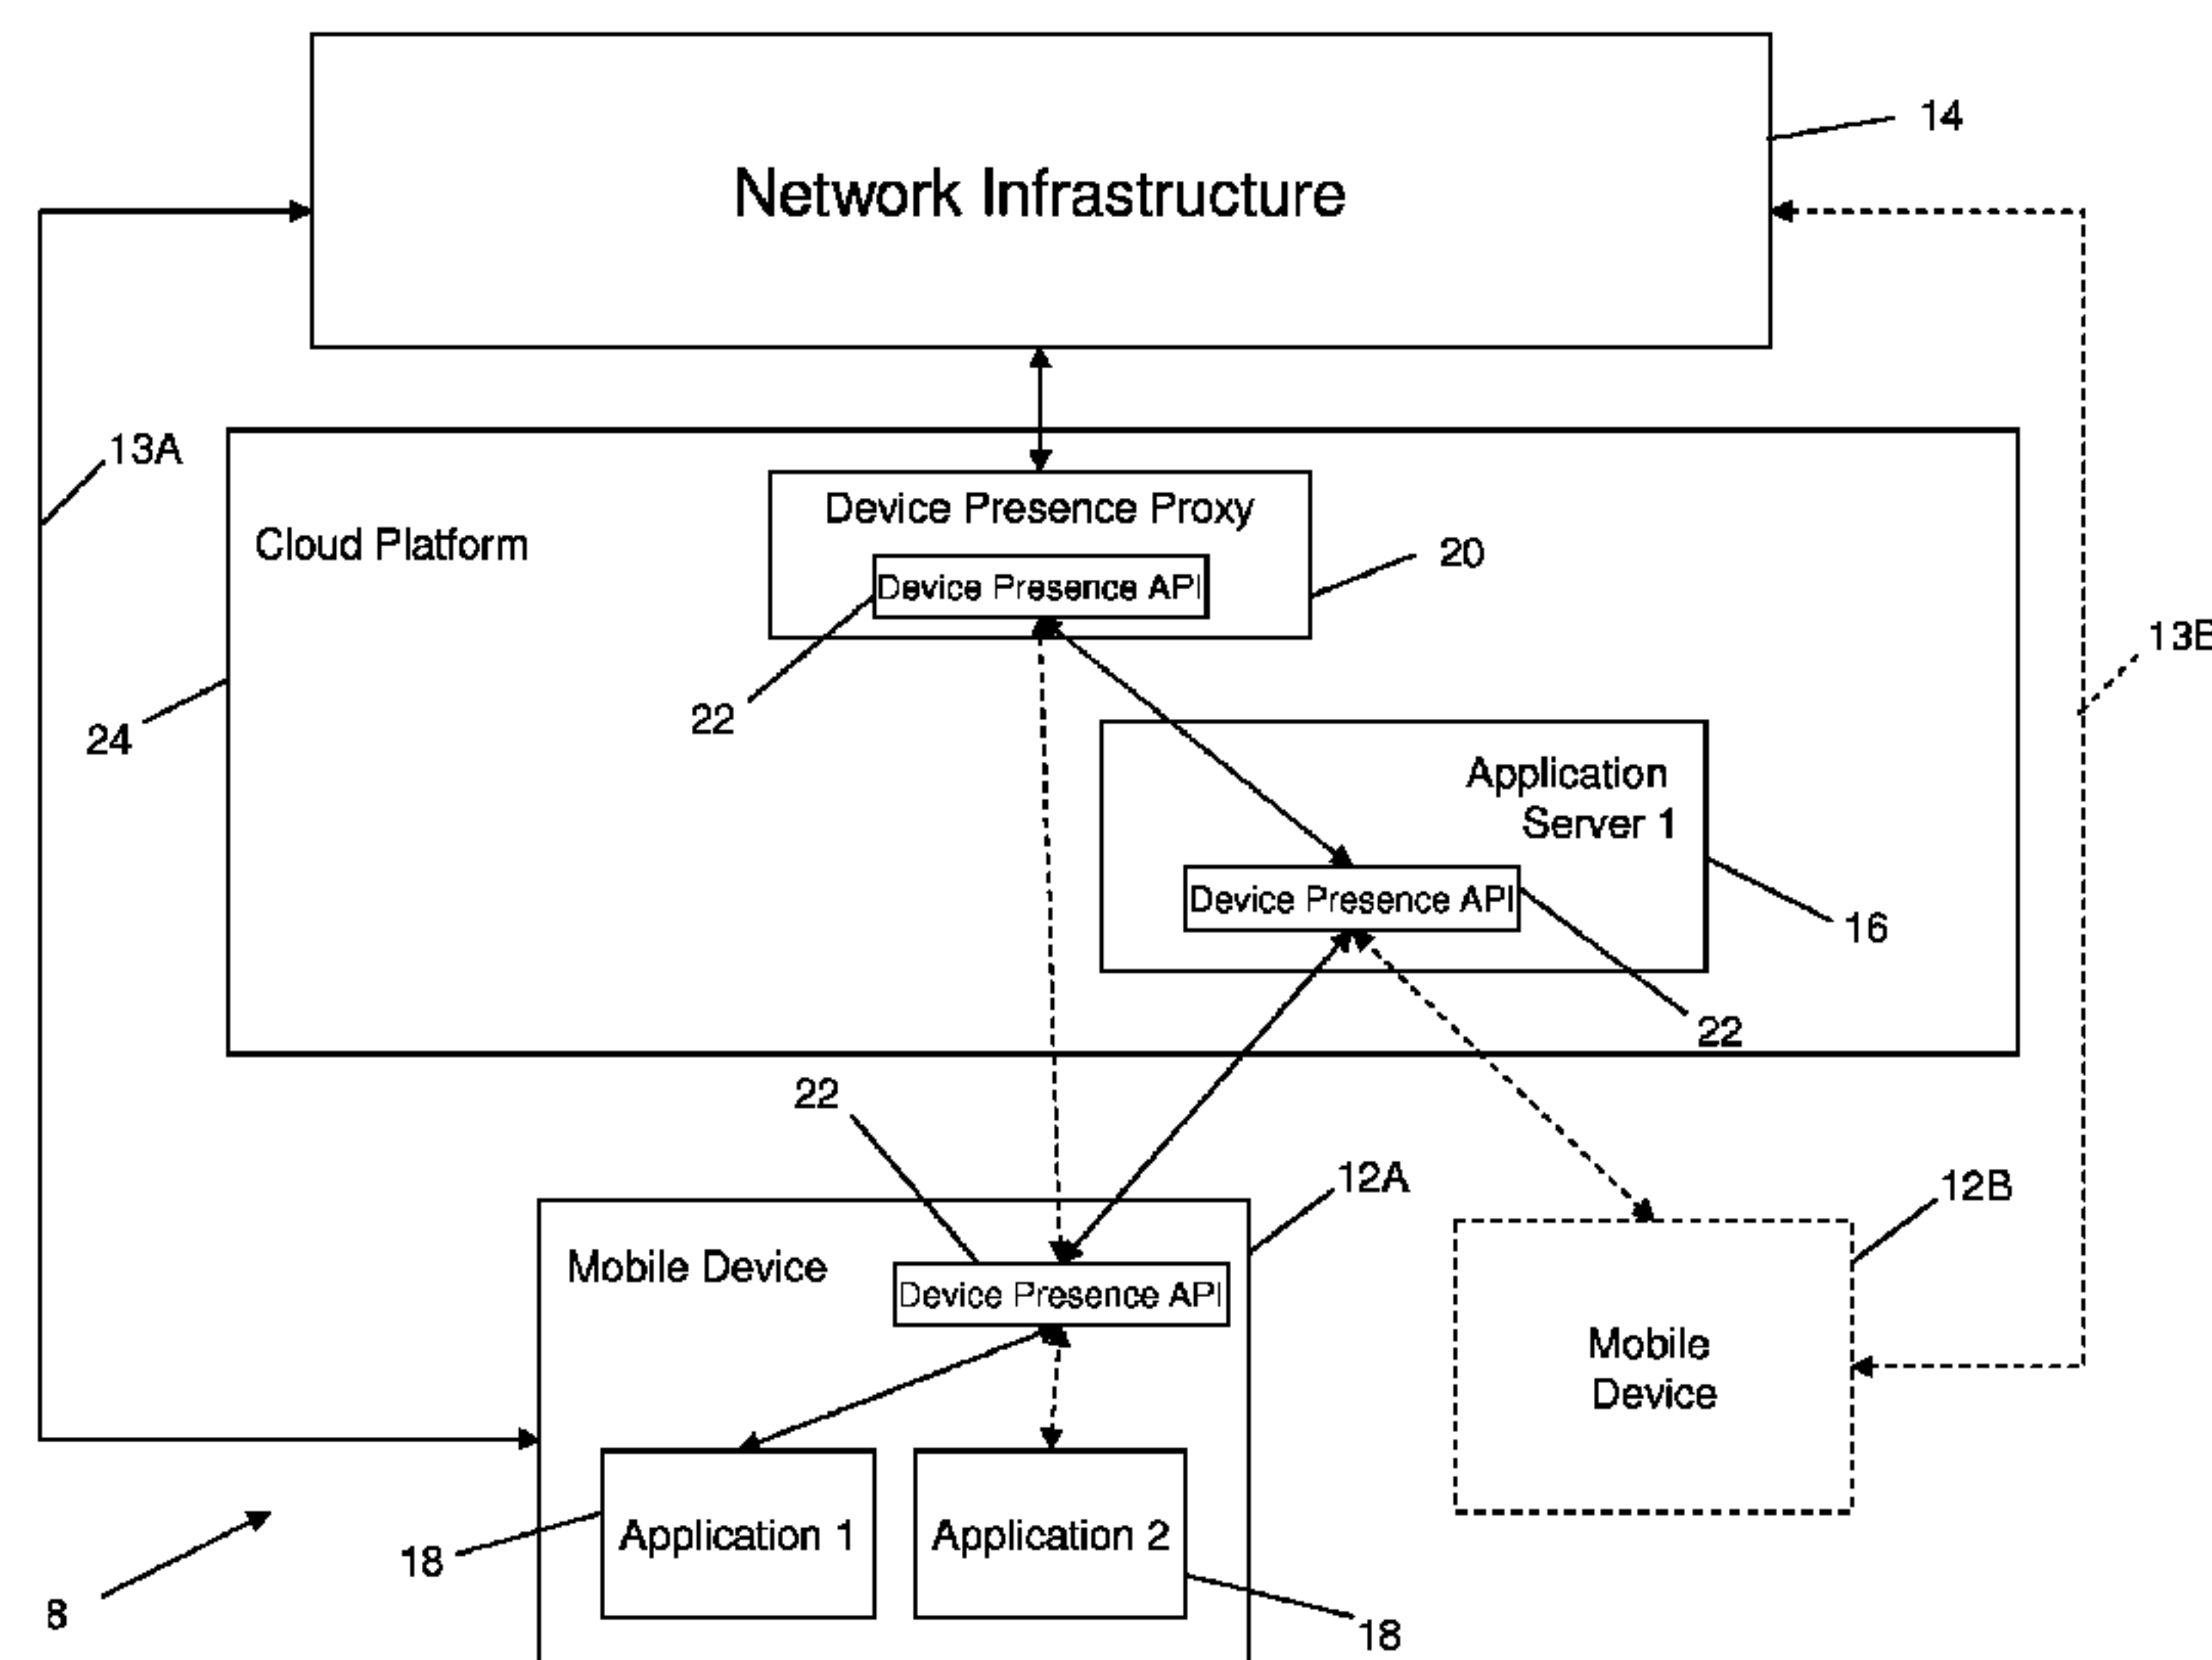 14
Network Infrastructure
13A
Cloud Platform
Device Presence Proxy
Device Presence API
20
22
24
13B
Application
Server 1
Device Presence API
16
22
22
12A
12B
Mobile Device
Device Presence API
Mobile
Device
Application 1
Application 2
18
18
8